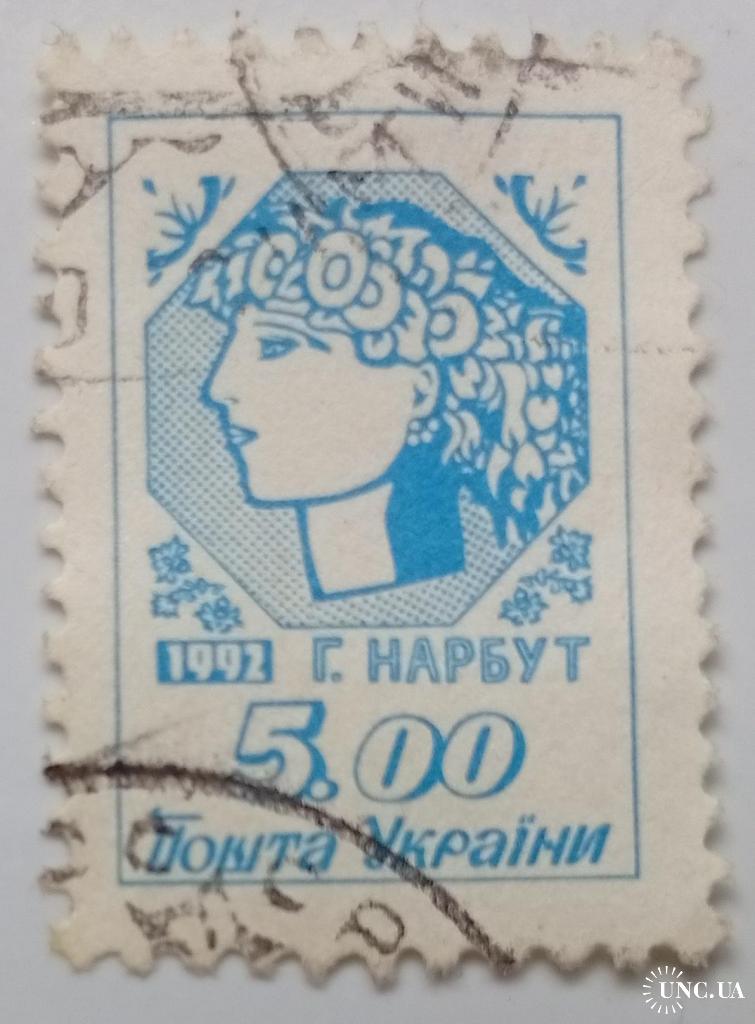 1992 Г. НАРБУТ
5.00
Пошта України
UNC.UA